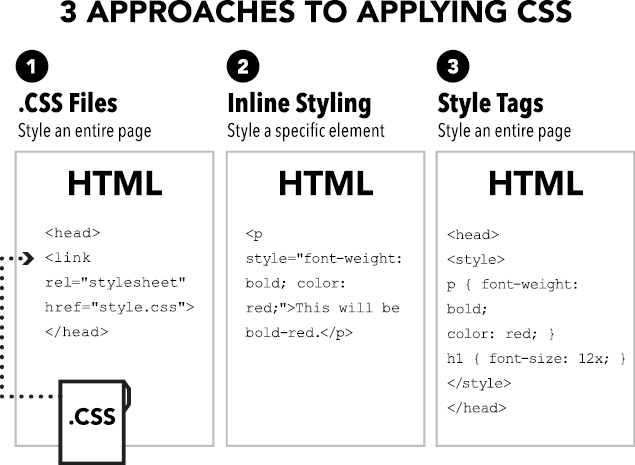 3 APPROACHES TO APPLYING CSS
1
.CSS Files
Style an entire page
HTML
<head>
<link
rel="stylesheet"
href="style.css">
</head>
.CSS
2
Inline Styling
Style a specific element
HTML
<p
style="font-weight:
bold; color:
red;">This will be
bold-red.</p>
3
Style Tags
Style an entire page
HTML
<head>
<style>
p { font-weight:
bold;
color: red; }
h1 { font-size: 12x; }
</style>
</head>